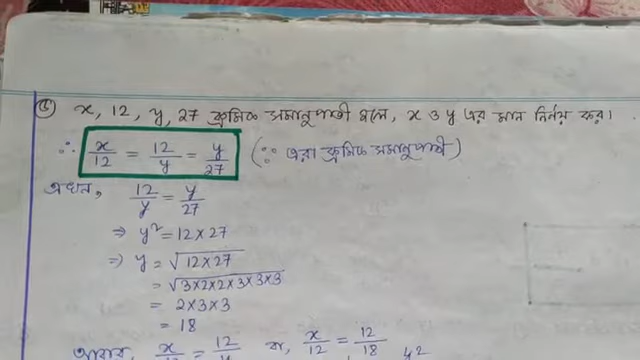 ৫) x, 12, y, 27 ক্রমিক সমানুপাতী হলে, x ও y এর মান নির্ণয় কর।
∴ x/12 = 12/y = y/27 (∵ এরা ক্রমিক সমানুপাতী)
এখন, 12/y = y/27
⇒ y² = 12×27
⇒ y = √12×27
= √3×2×2×3×3×3
= 2×3×3
= 18
আবার, x/12 = 12/y বা, x/12 = 12/18